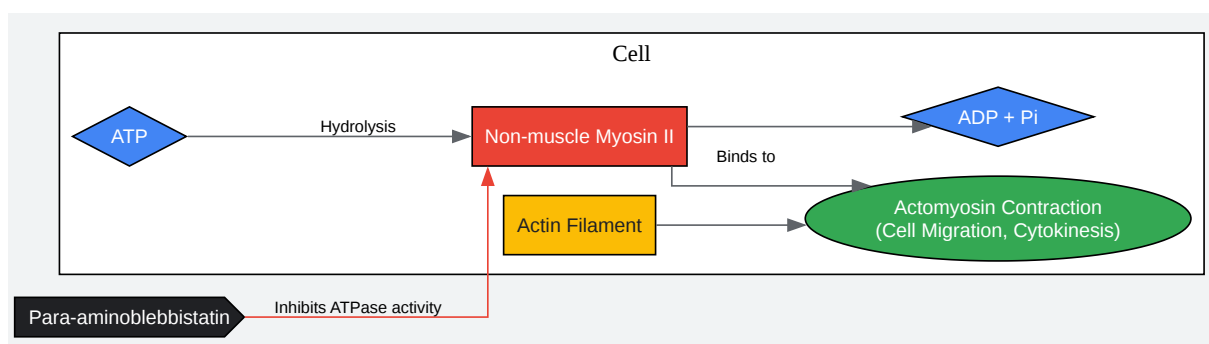 Cell
ATP
Hydrolysis
Non-muscle Myosin II
ADP + Pi
Binds to
Actin Filament
Actomyosin Contraction
(Cell Migration, Cytokinesis)
Para-aminoblebbistatin
Inhibits ATPase activity